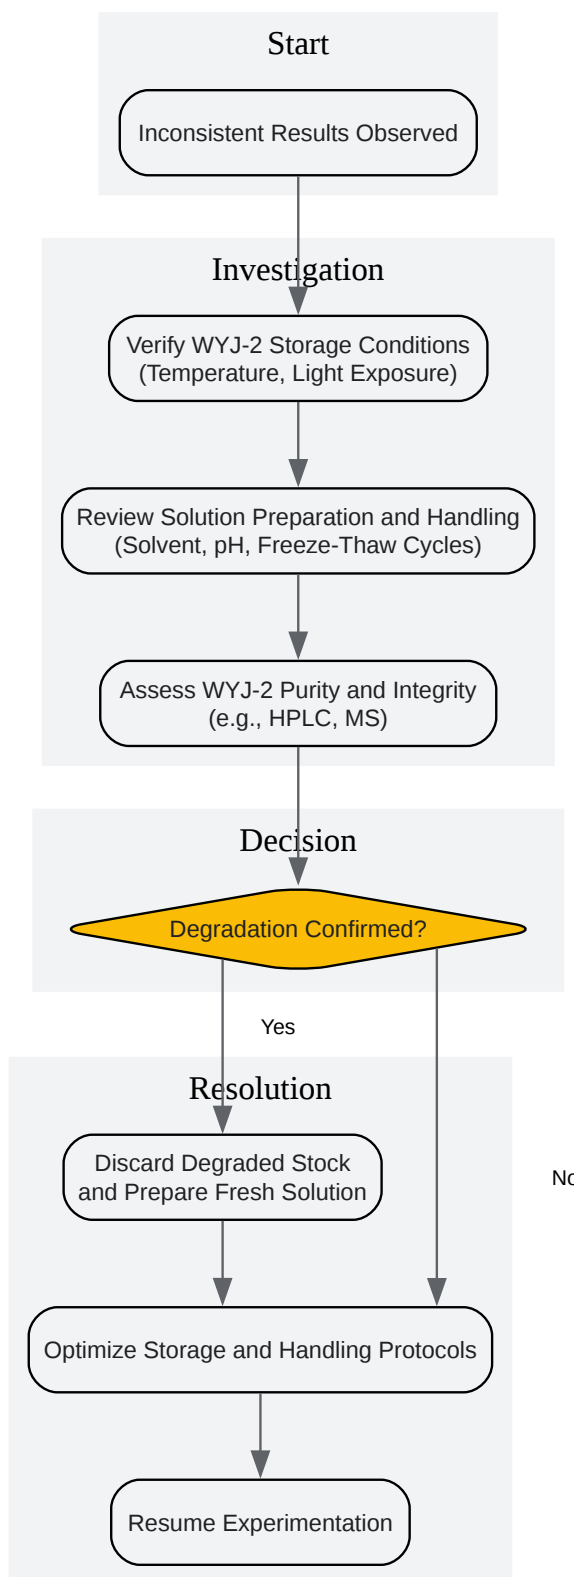 Start
Inconsistent Results Observed
Investigation
Verify WYJ-2 Storage Conditions
(Temperature, Light Exposure)
Review Solution Preparation and Handling
(Solvent, pH, Freeze-Thaw Cycles)
Assess WYJ-2 Purity and Integrity
(e.g., HPLC, MS)
Decision
Degradation Confirmed?
Yes
Resolution
Discard Degraded Stock
and Prepare Fresh Solution
No
Optimize Storage and Handling Protocols
Resume Experimentation